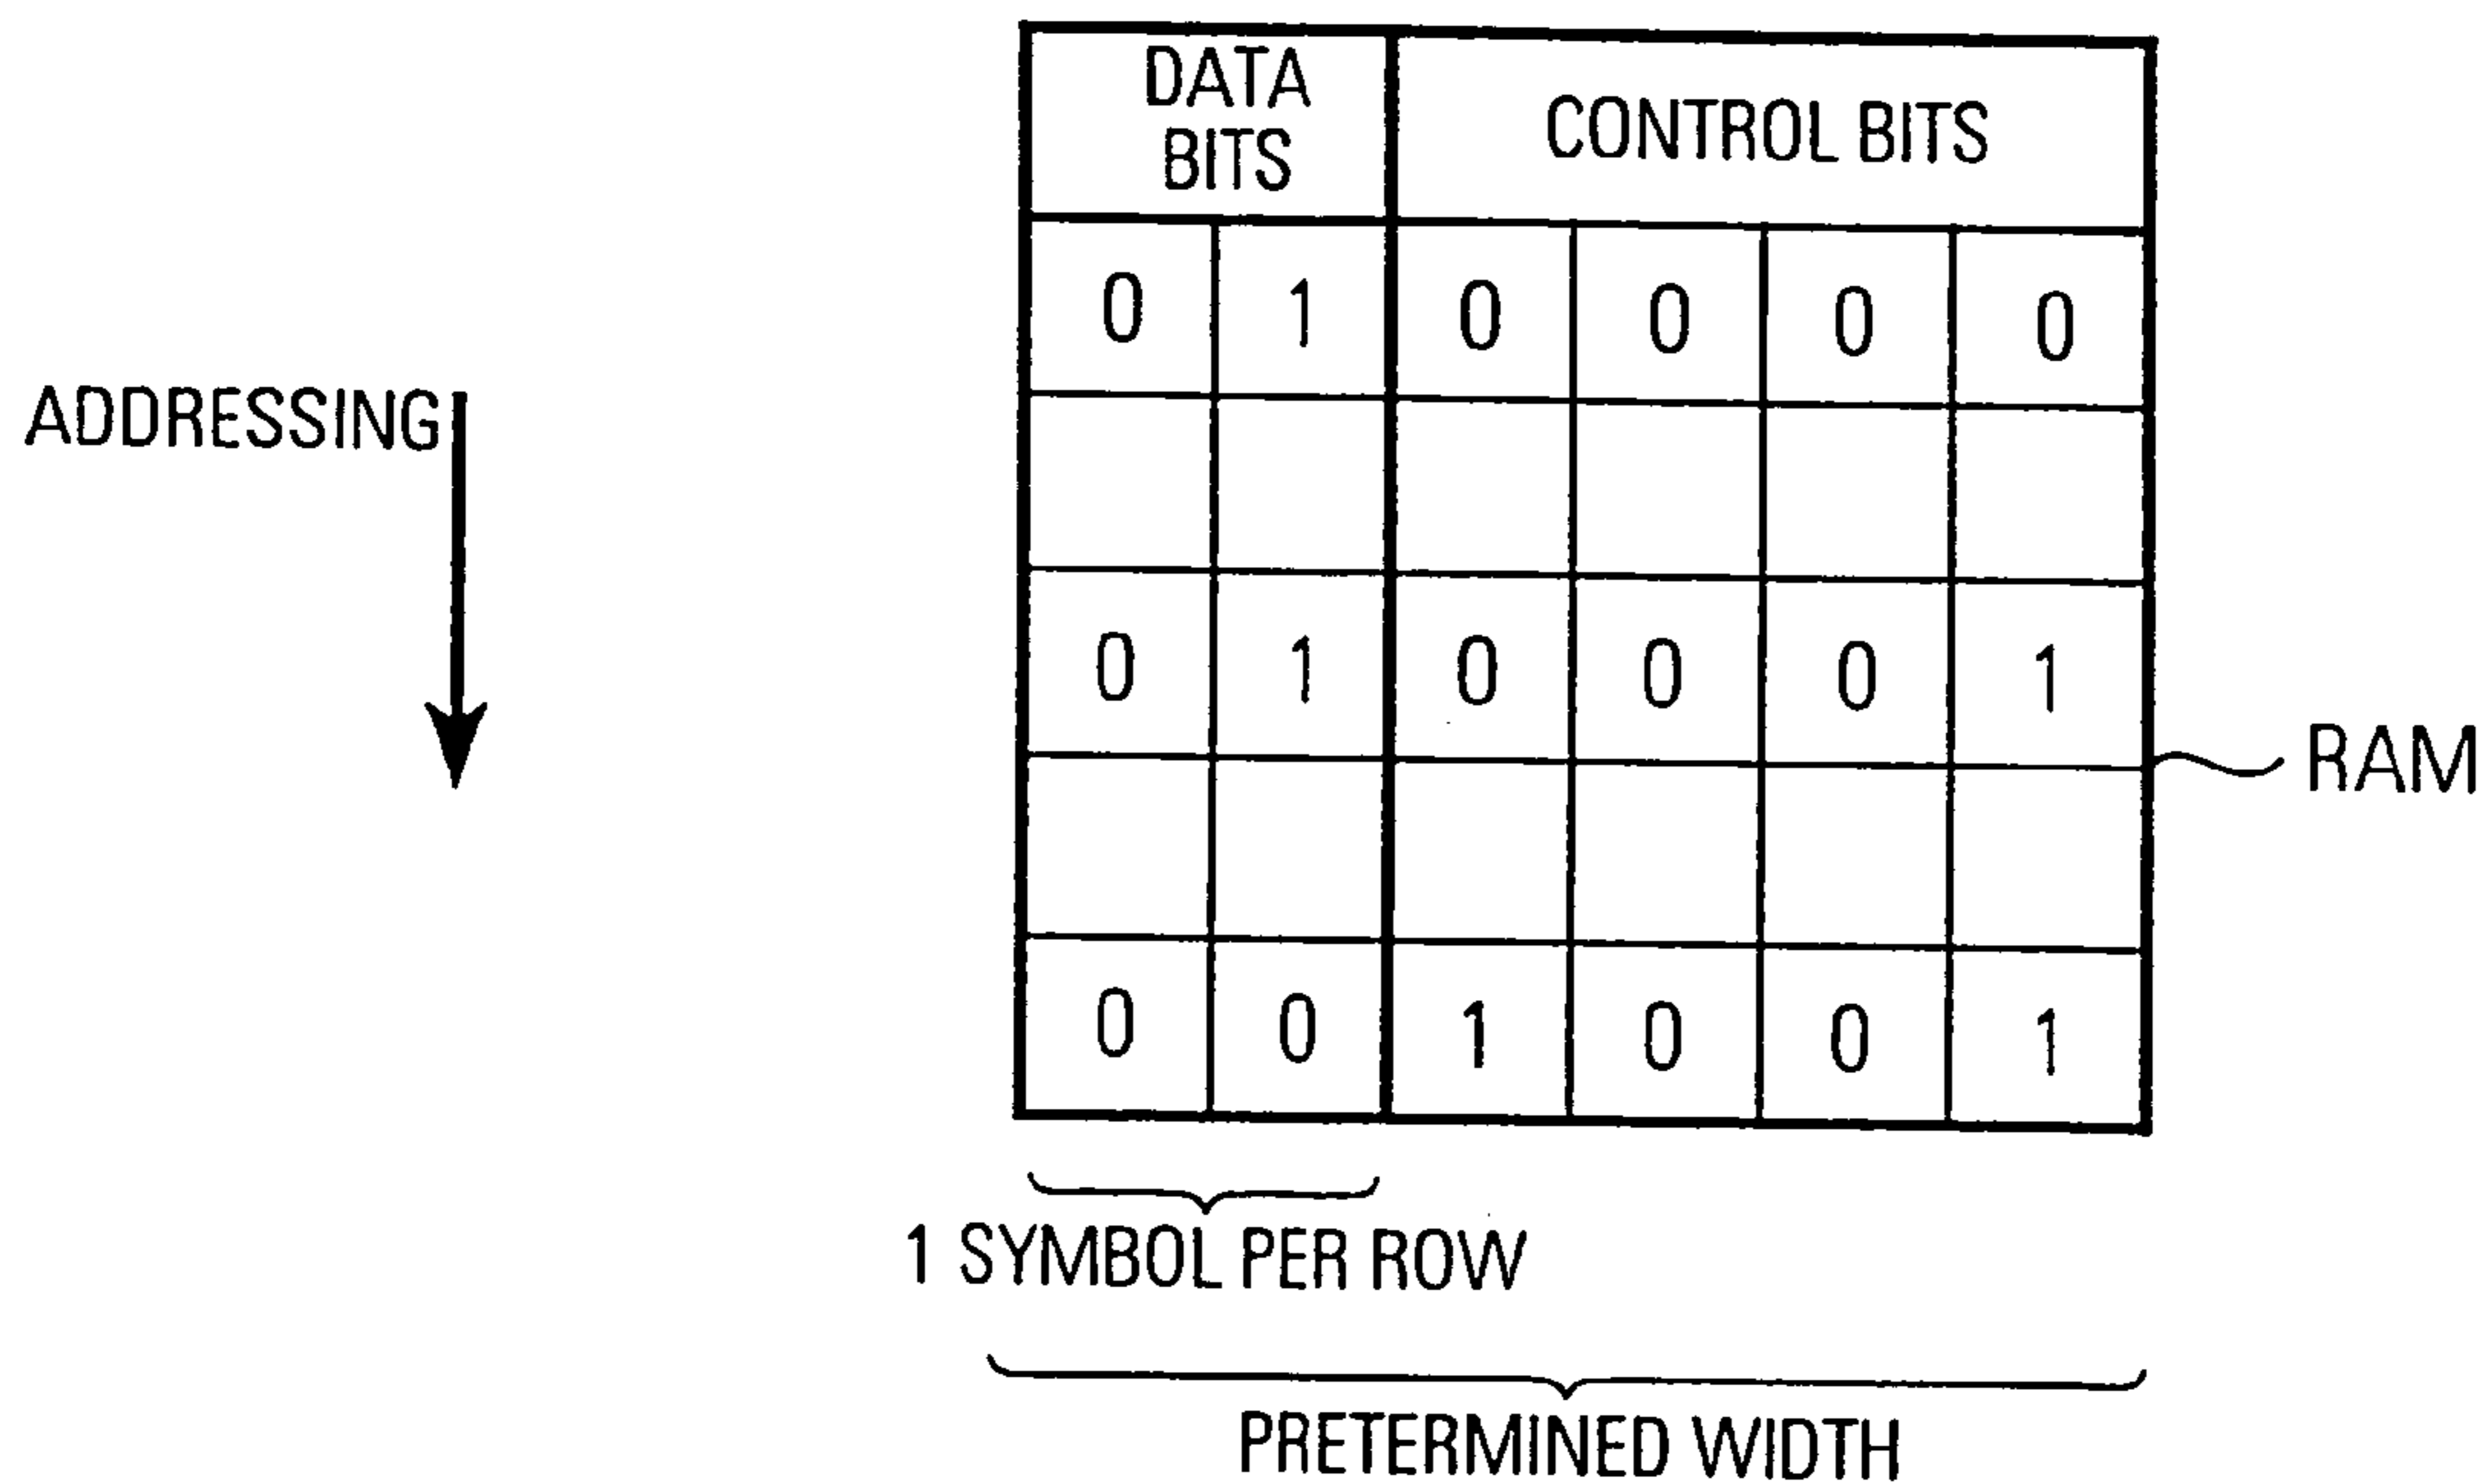 DATA
BITS
CONTROL BITS
0 1 0 0 0 0
ADDRESSING
0 1 0 0 0 1
RAM
0 0 1 0 0 1
1 SYMBOL PER ROW
PRETERMINED WIDTH